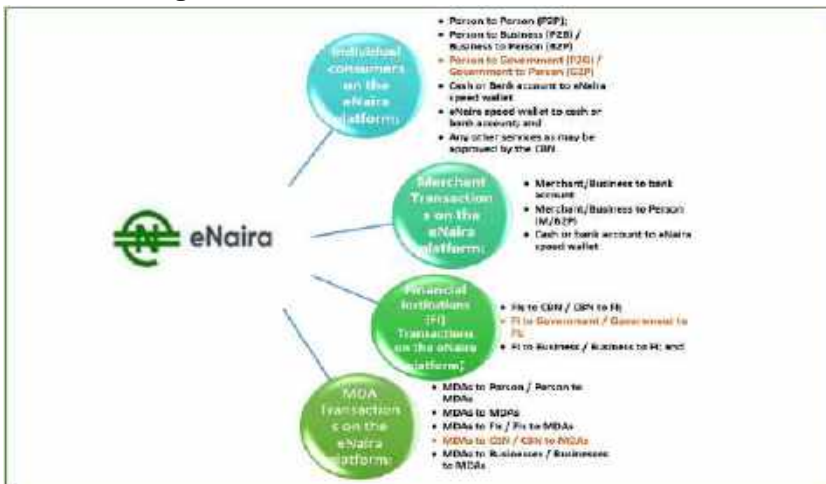 eNaira
Individual
consumers
on the
eNaira
platform:
• Person to Person (P2P);
• Person to Business (P2B) /
Business to Person (B2P)
• Person to Government (P2G) /
Government to Person (G2P)
• Cash or Bank account to eNaira
speed wallet
• eNaira speed wallet to cash or
bank account; and
• Any other services as may be
approved by the CBN
Merchant
Transaction
s on the
eNaira
platform:
• Merchant/Business to bank
account
• Merchant/Business to Person
(M/B2P)
• Cash or bank account to eNaira
speed wallet
Financial
Institutions
(FI)
Transactions
on the eNaira
platform;
• FIs to CBN / CBN to FI;
• FI to Government / Government to
FI;
• FI to Business / Business to FI; and
MDA
Transaction
s on the
eNaira
platform:
• MDAs to Person / Person to
MDAs
• MDAs to MDAs
• MDAs to FIs / FIs to MDAs
• MDAs to CBN / CBN to MDAs
• MDAs to Businesses / Businesses
to MDAs